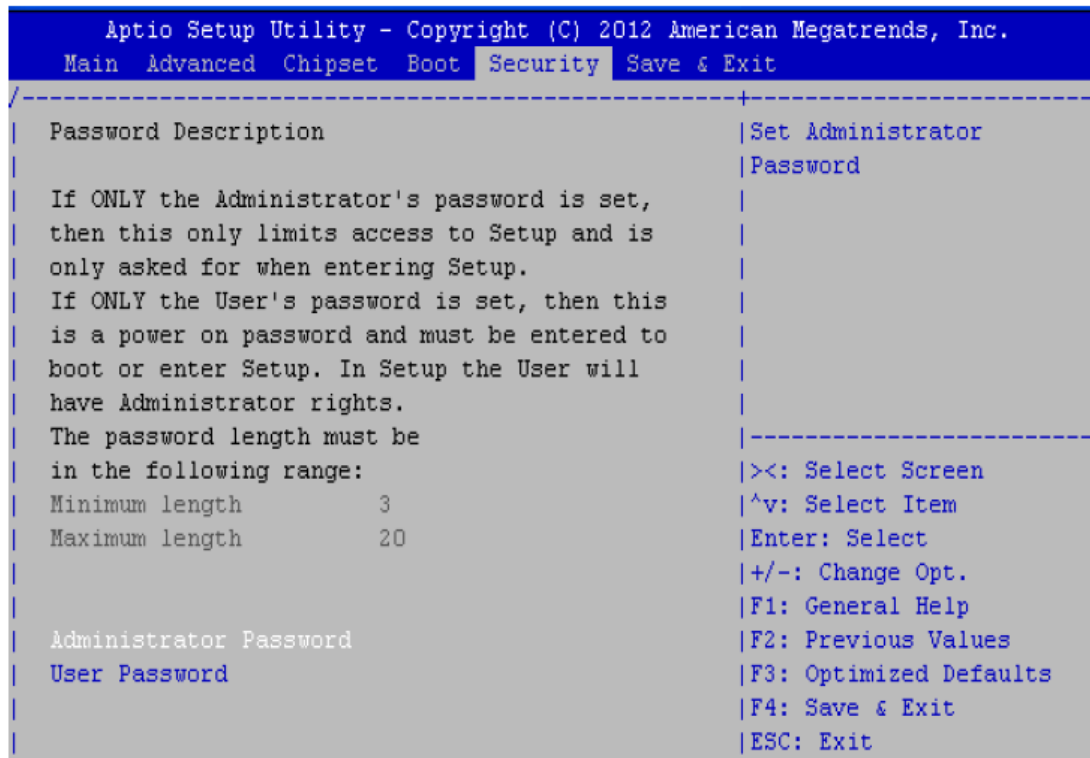 Aptio Setup Utility - Copyright (C) 2012 American Megatrends, Inc.
Main Advanced Chipset Boot Security Save & Exit
Password Description
If ONLY the Administrator's password is set,
then this only limits access to Setup and is
only asked for when entering Setup.
If ONLY the User's password is set, then this
is a power on password and must be entered to
boot or enter Setup. In Setup the User will
have Administrator rights.
The password length must be
in the following range:
Minimum length 3
Maximum length 20
Administrator Password
User Password
Set Administrator
Password
><: Select Screen
^v: Select Item
Enter: Select
+/-: Change Opt.
F1: General Help
F2: Previous Values
F3: Optimized Defaults
F4: Save & Exit
ESC: Exit